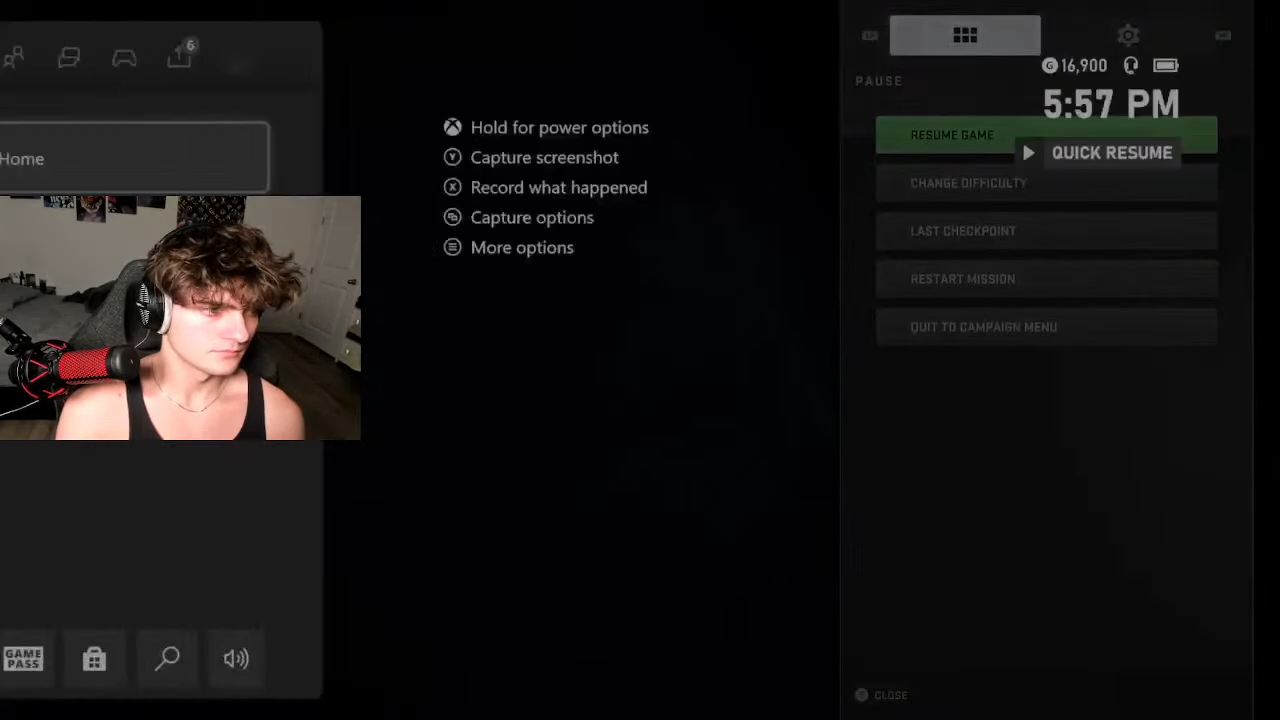 6
Home
GAME
PASS
Hold for power options
Y Capture screenshot
X Record what happened
Capture options
More options
PAUSE
G 16,900
5:57 PM
RESUME GAME
QUICK RESUME
CHANGE DIFFICULTY
LAST CHECKPOINT
RESTART MISSION
QUIT TO CAMPAIGN MENU
CLOSE